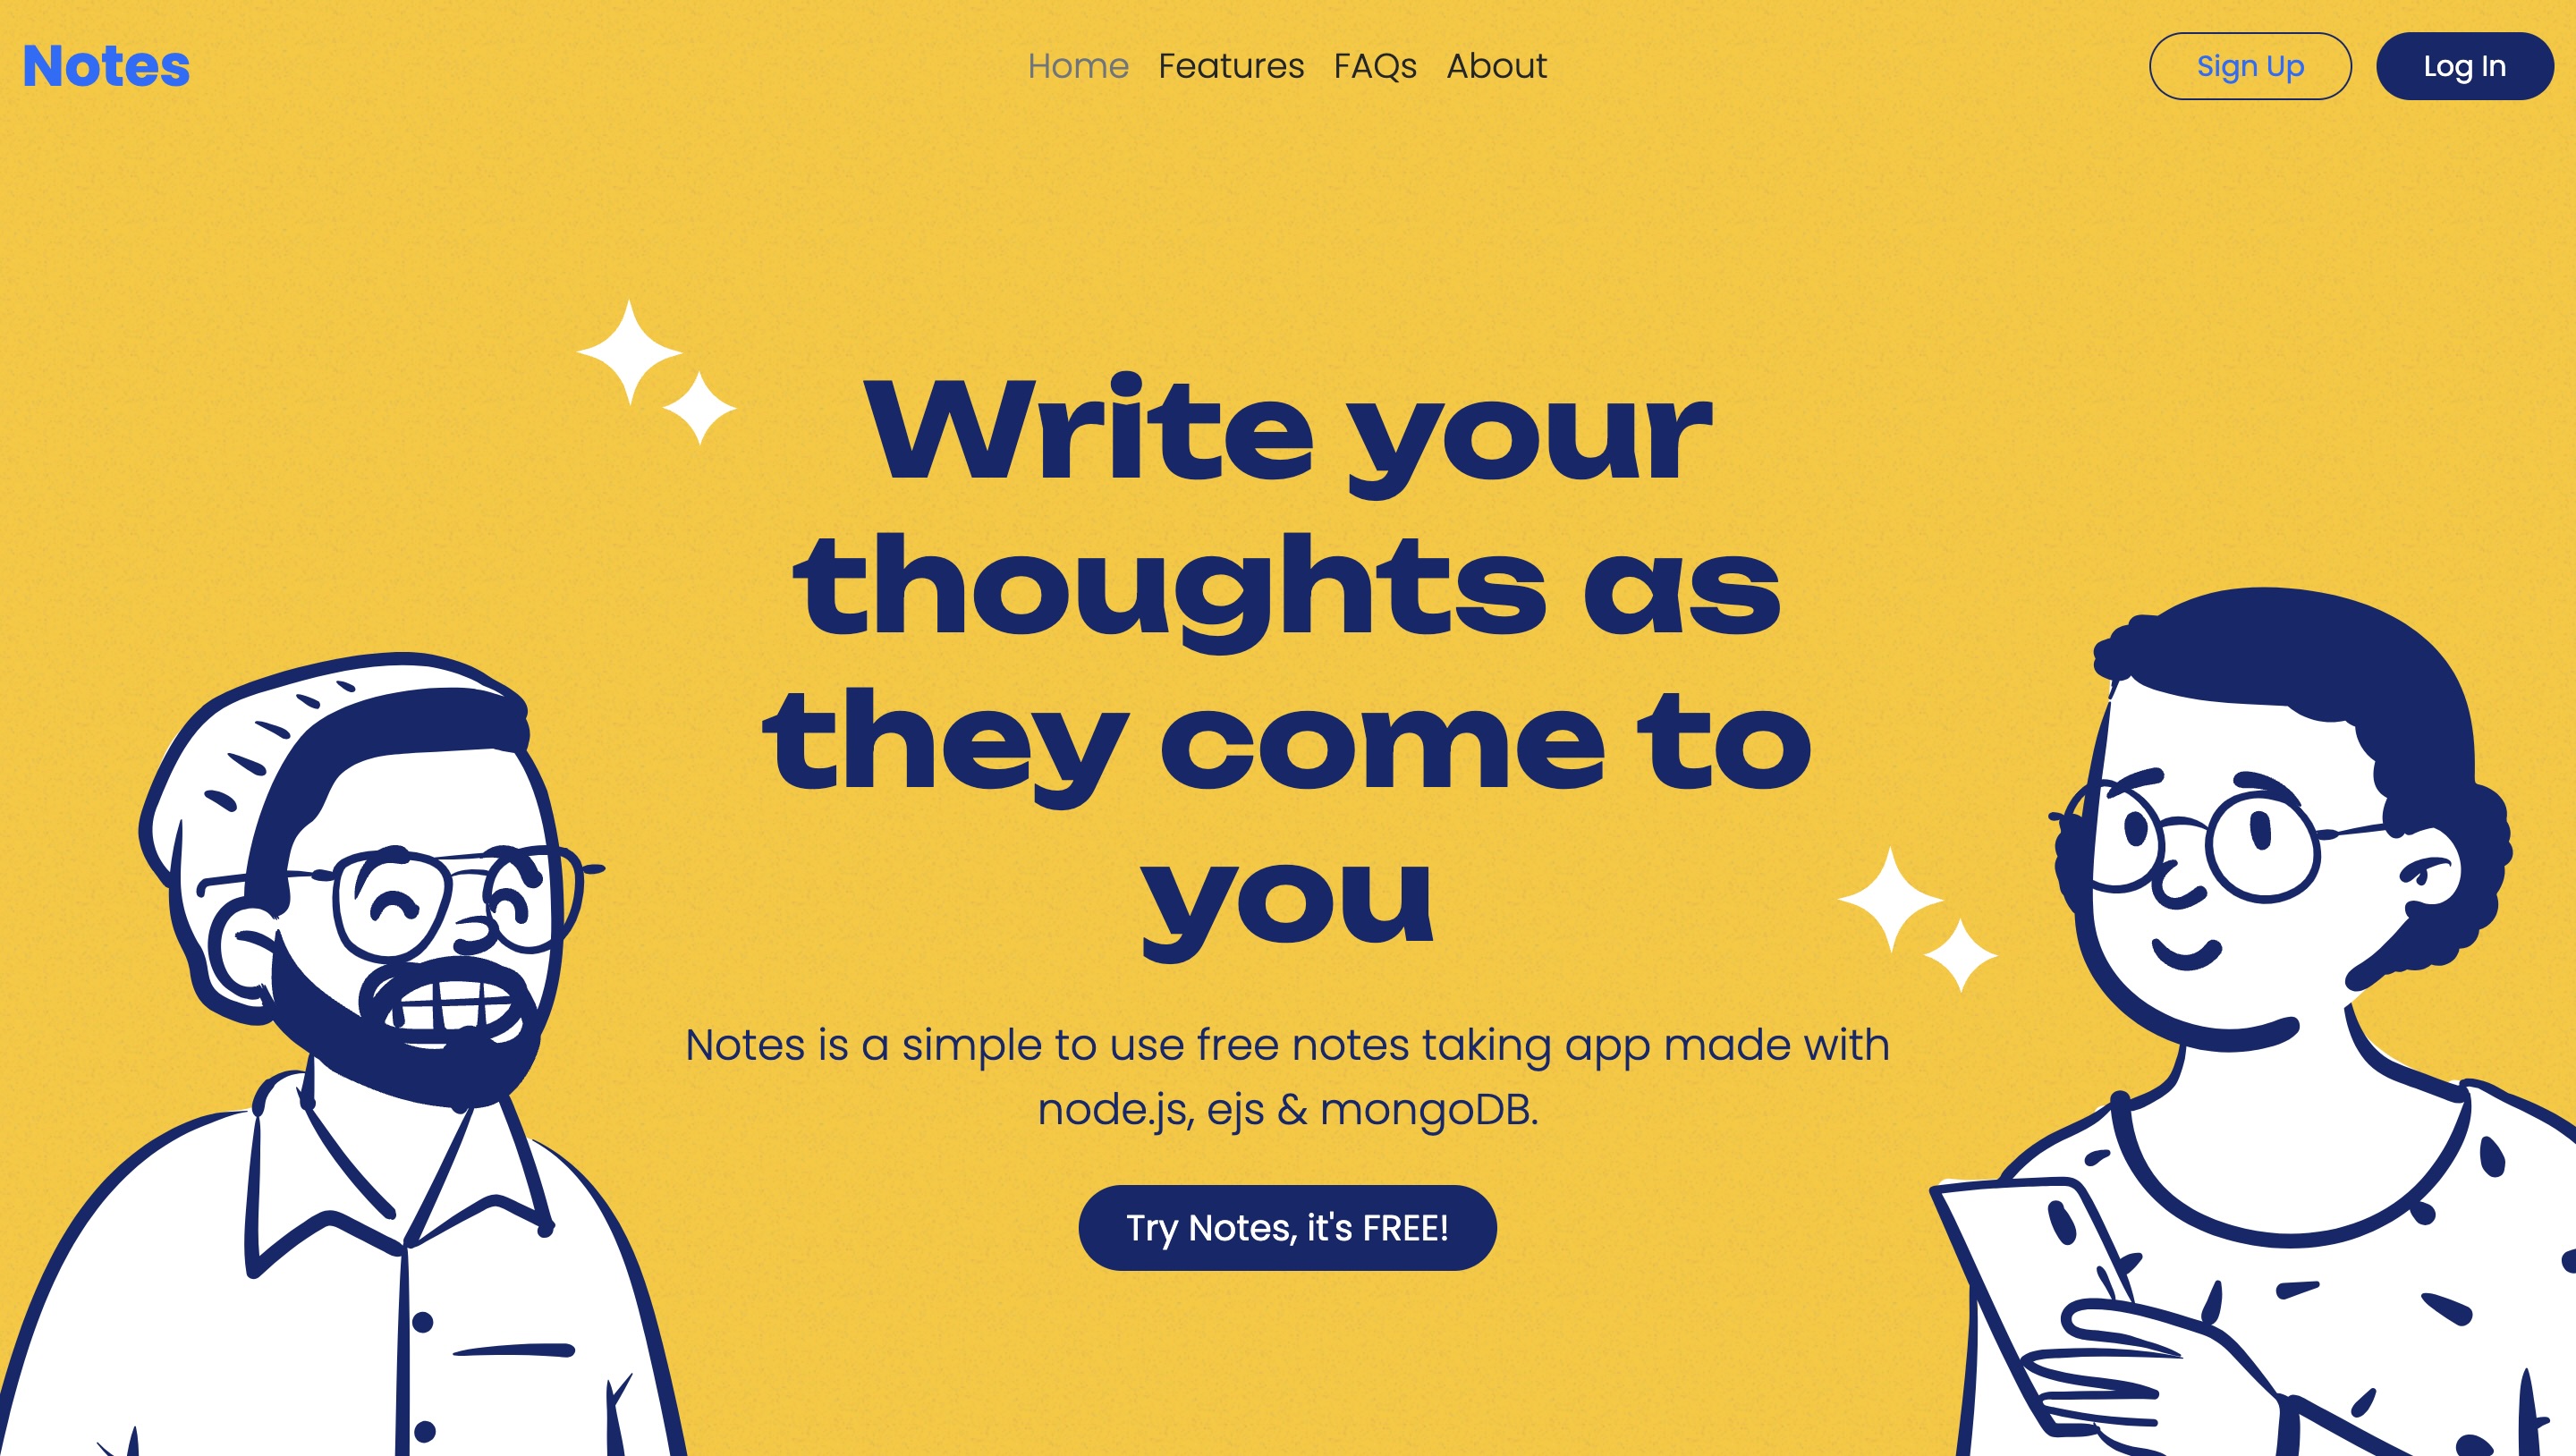 Notes
Home Features FAQs About
Sign Up
Log In
Write your
thoughts as
they come to
you
Notes is a simple to use free notes taking app made with
node.js, ejs & mongoDB.
Try Notes, it's FREE!